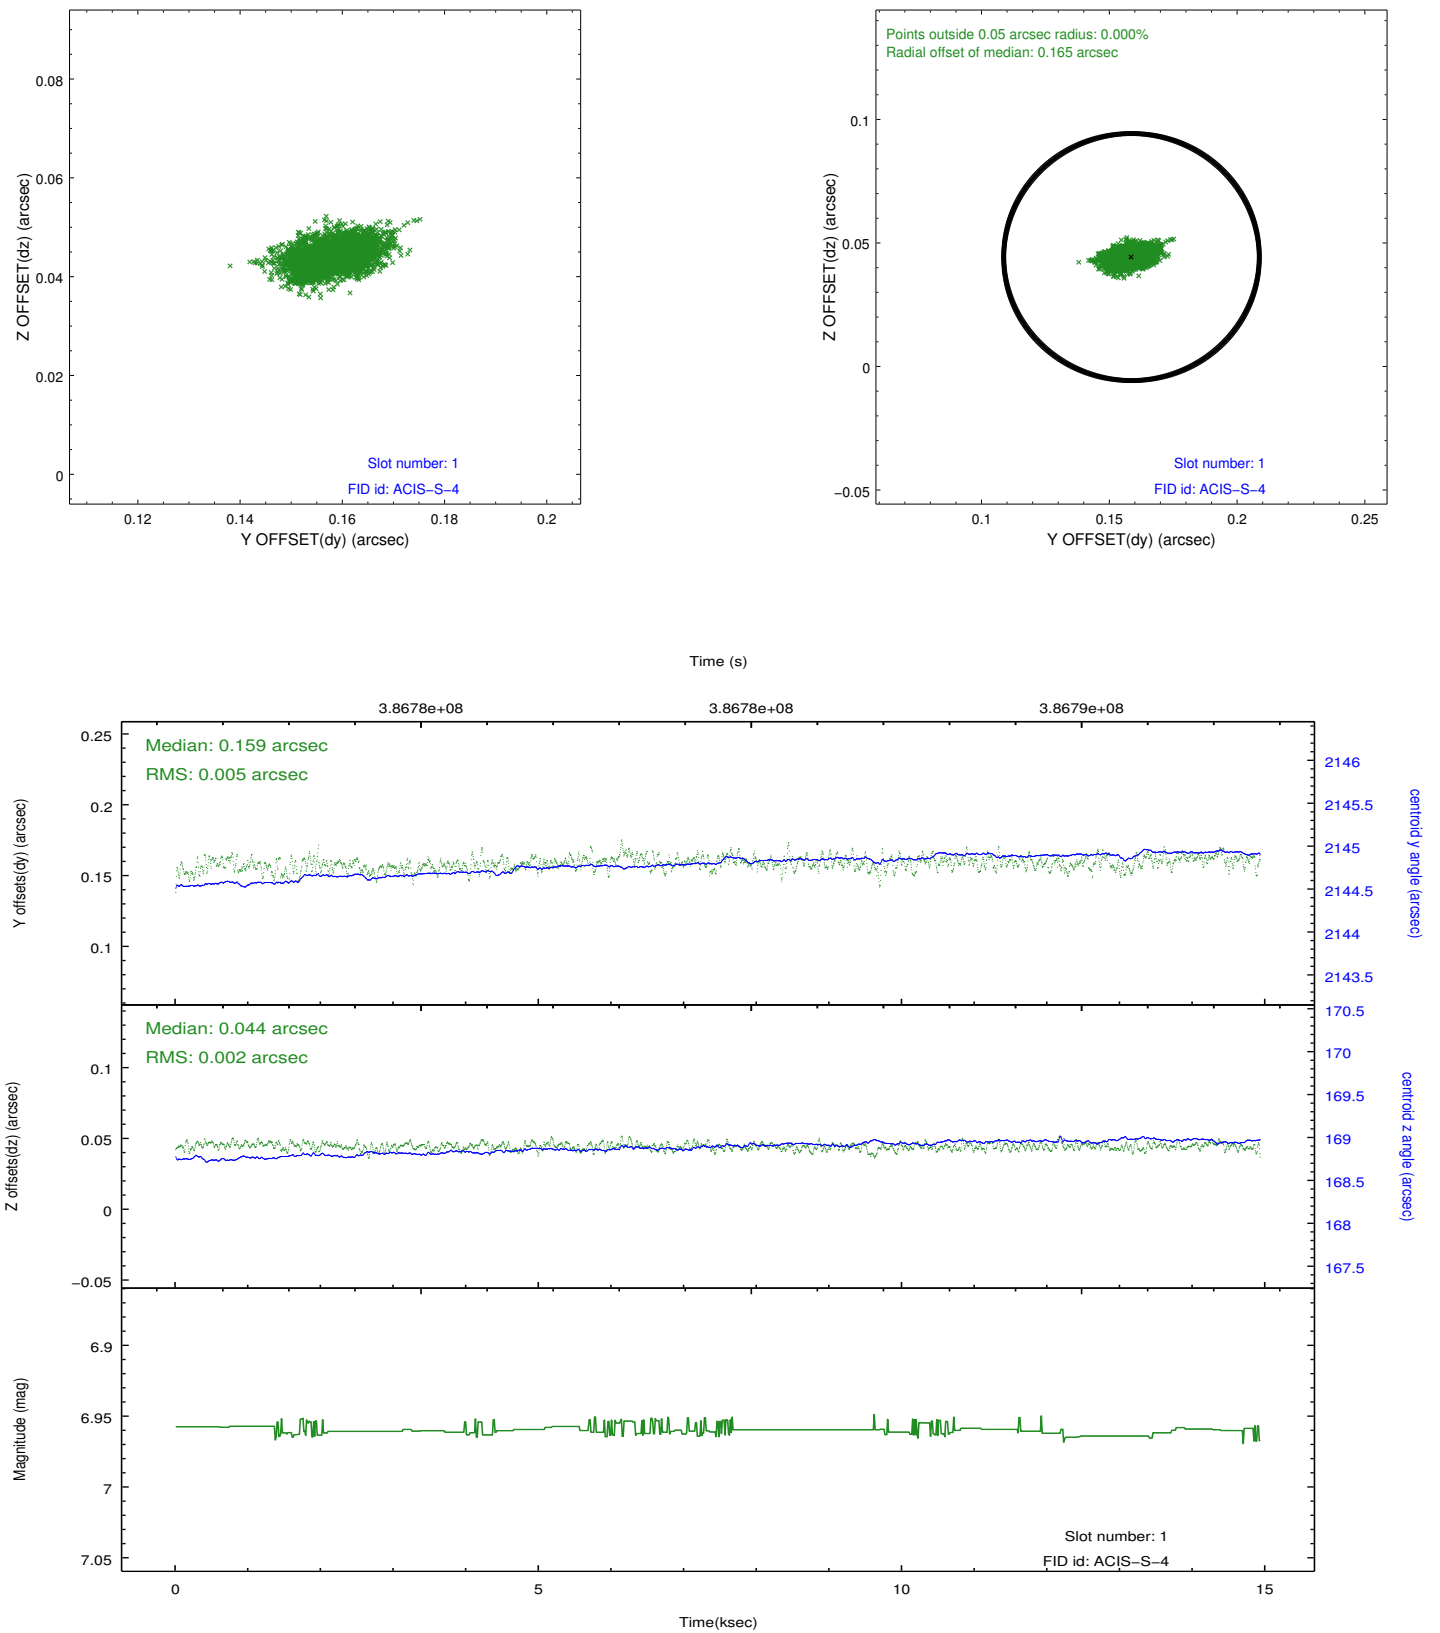 0.08
0.06
0.04
0.02
0
Z OFFSET(dz) (arcsec)
Slot number: 1
FID id: ACIS−S−4
0.12 0.14 0.16 0.18 0.2
Y OFFSET(dy) (arcsec)
Points outside 0.05 arcsec radius: 0.000%
Radial offset of median: 0.165 arcsec
0.1
0.05
0
−0.05
Z OFFSET(dz) (arcsec)
Slot number: 1
FID id: ACIS−S−4
0.1 0.15 0.2 0.25
Y OFFSET(dy) (arcsec)
Time (s)
3.8678e+08 3.8678e+08 3.8679e+08
Median: 0.159 arcsec
RMS: 0.005 arcsec
0.25
0.2
0.15
0.1
Y offsets(dy) (arcsec)
2146
2145.5
2145
2144.5
2144
2143.5
centroid y angle (arcsec)
Median: 0.044 arcsec
RMS: 0.002 arcsec
0.1
0.05
0
−0.05
Z offsets(dz) (arcsec)
170.5
170
169.5
169
168.5
168
167.5
centroid z angle (arcsec)
6.9
6.95
7
7.05
Magnitude (mag)
Slot number: 1
FID id: ACIS−S−4
0 5 10 15
Time(ksec)